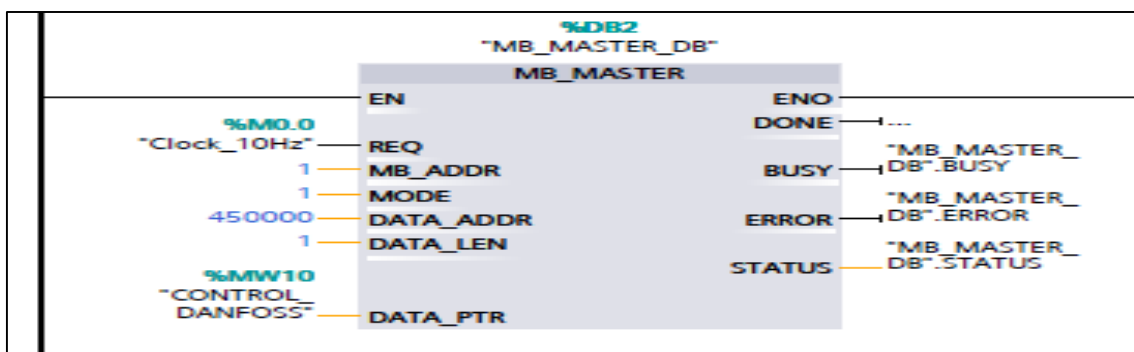 %DB2
"MB_MASTER_DB"
MB_MASTER
EN
ENO
%M0.0
"Clock_10Hz"
REQ
DONE
...
1
MB_ADDR
BUSY
"MB_MASTER_
DB".BUSY
1
MODE
450000
DATA_ADDR
ERROR
"MB_MASTER_
DB".ERROR
1
DATA_LEN
STATUS
"MB_MASTER_
DB".STATUS
%MW10
"CONTROL_
DANFOSS"
DATA_PTR